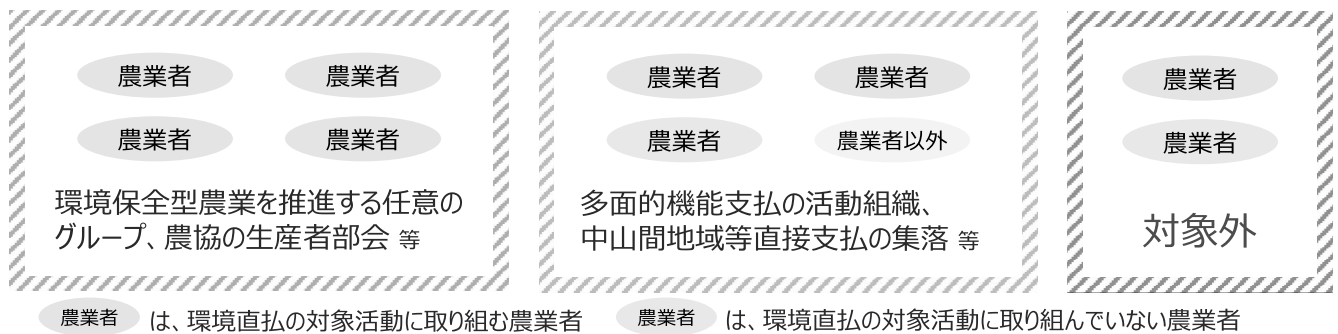 農業者 農業者
農業者 農業者
環境保全型農業を推進する任意の
グループ、農協の生産者部会 等
農業者 農業者
農業者 農業者以外
多面的機能支払の活動組織、
中山間地域等直接支払の集落 等
農業者
農業者
対象外
農業者 は、環境直払の対象活動に取り組む農業者
農業者 は、環境直払の対象活動に取り組んでいない農業者